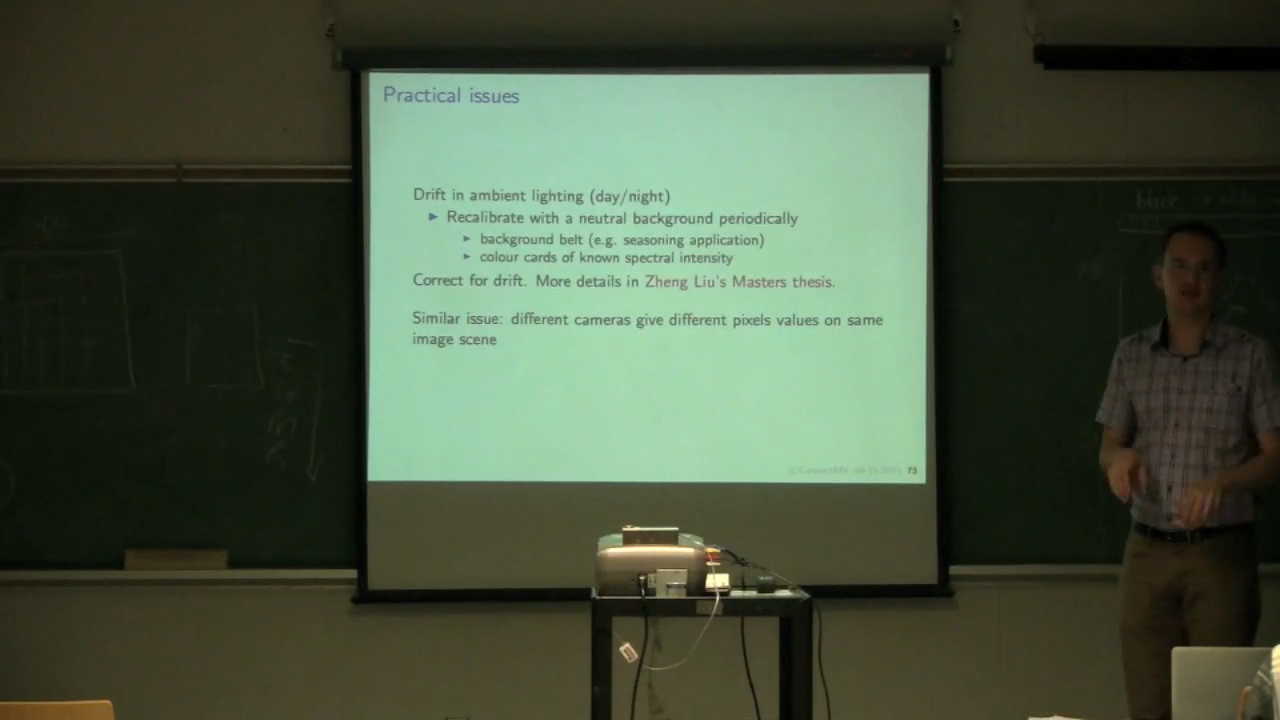 Practical issues
Drift in ambient lighting (day/night)
Recalibrate with a neutral background periodically
background belt (e.g. seasoning application)
colour cards of known spectral intensity
Correct for drift. More details in Zheng Liu's Masters thesis.
Similar issue: different cameras give different pixels values on same
image scene
73